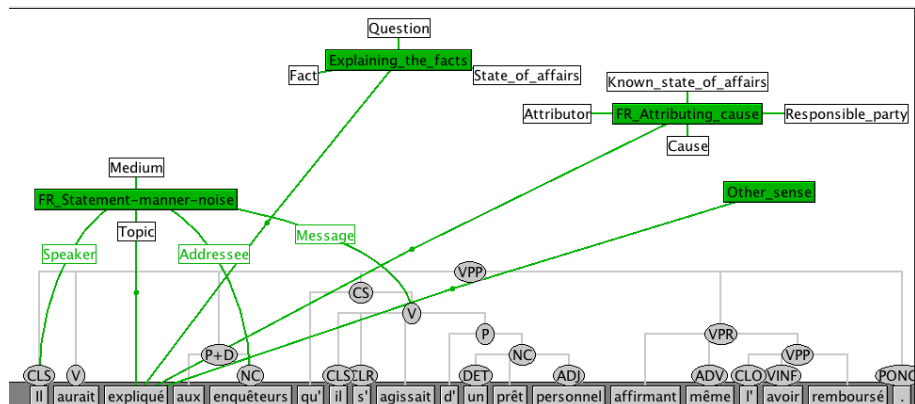 Question
Explaining_the_facts
Fact State_of_affairs
Known_state_of_affairs
Attributor FR_Attributing_cause Responsible_party
Cause
Medium
FR_Statement-manner-noise Other_sense
Topic Message
Speaker Addressee
VPP
CS
V
P VPR
P+D NC VPP
CLS V NC CLS CLR DET ADJ ADV CLO VINF PONC
Il aurait expliqué aux enquêteurs qu' il s' agissait d' un prêt personnel affirmant même l' avoir remboursé .